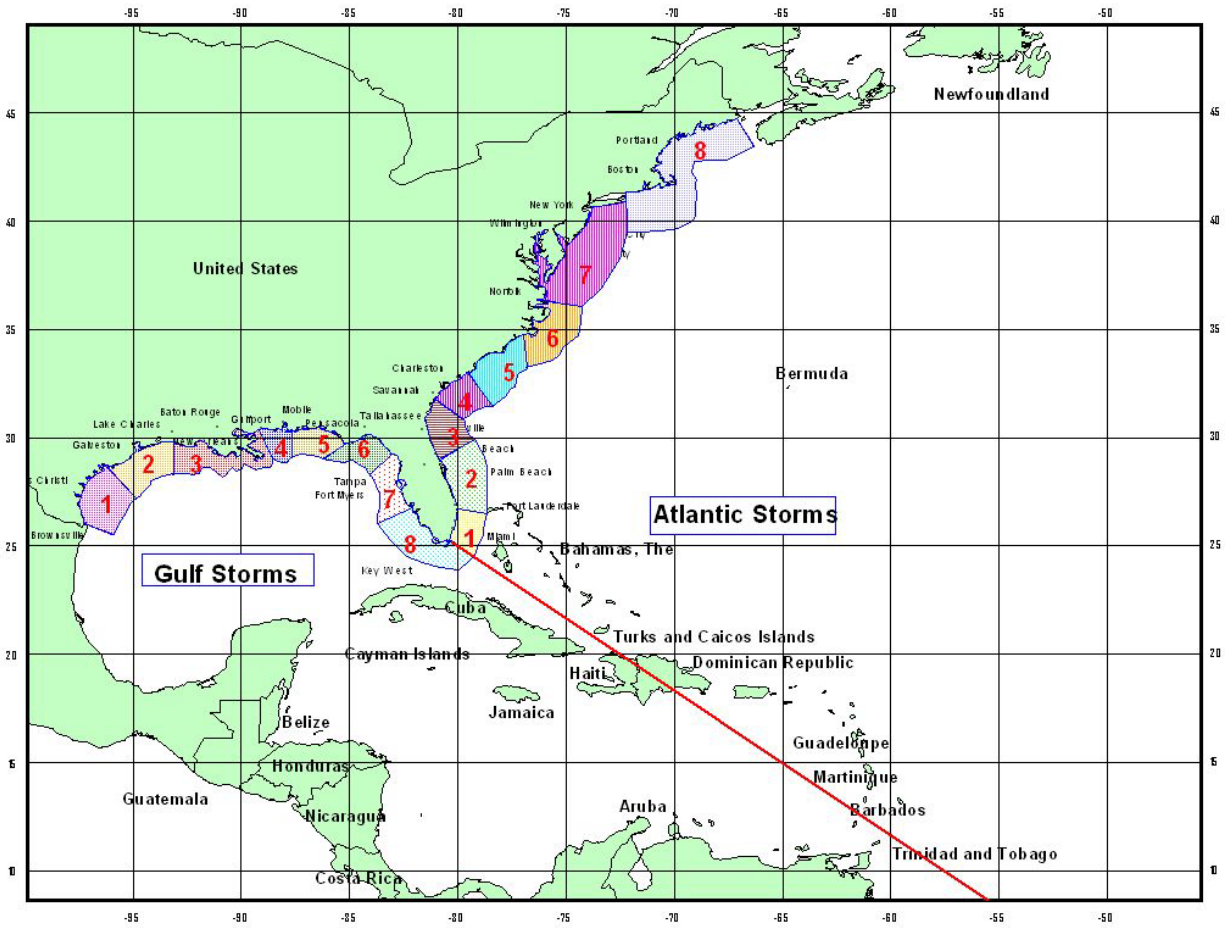 -95 -90 -85 -80 -75 -70 -65 -60 -55 -50
Newfoundland
45 45
Portland
8
Boston
New York
40 40
Wilmington
United States
7
Norfolk
35 35
6
Charleston
5
Bermuda
Savannah
4
Baton Rouge
Mobile
Tallahassee
Lake Charles
Gulfport
Pensacola
ville
3
30 30
Galveston
New Orleans
4
5
6
Beach
2
3
Palm Beach
s Christi
Tampa
2
Fort Myers
7
1
Fort Lauderdale
Atlantic Storms
Brownsville
1
Miami
25 25
8
Bahamas, The
Gulf Storms
Key West
Cuba
Turks and Caicos Islands
20 20
Cayman Islands
Haiti
Dominican Republic
Jamaica
Belize
Guadeloupe
15 15
Honduras
Martinique
Guatemala
Aruba
Barbados
Nicaragua
Trinidad and Tobago
10 10
Costa Rica
-95 -90 -85 -80 -75 -70 -65 -60 -55 -50